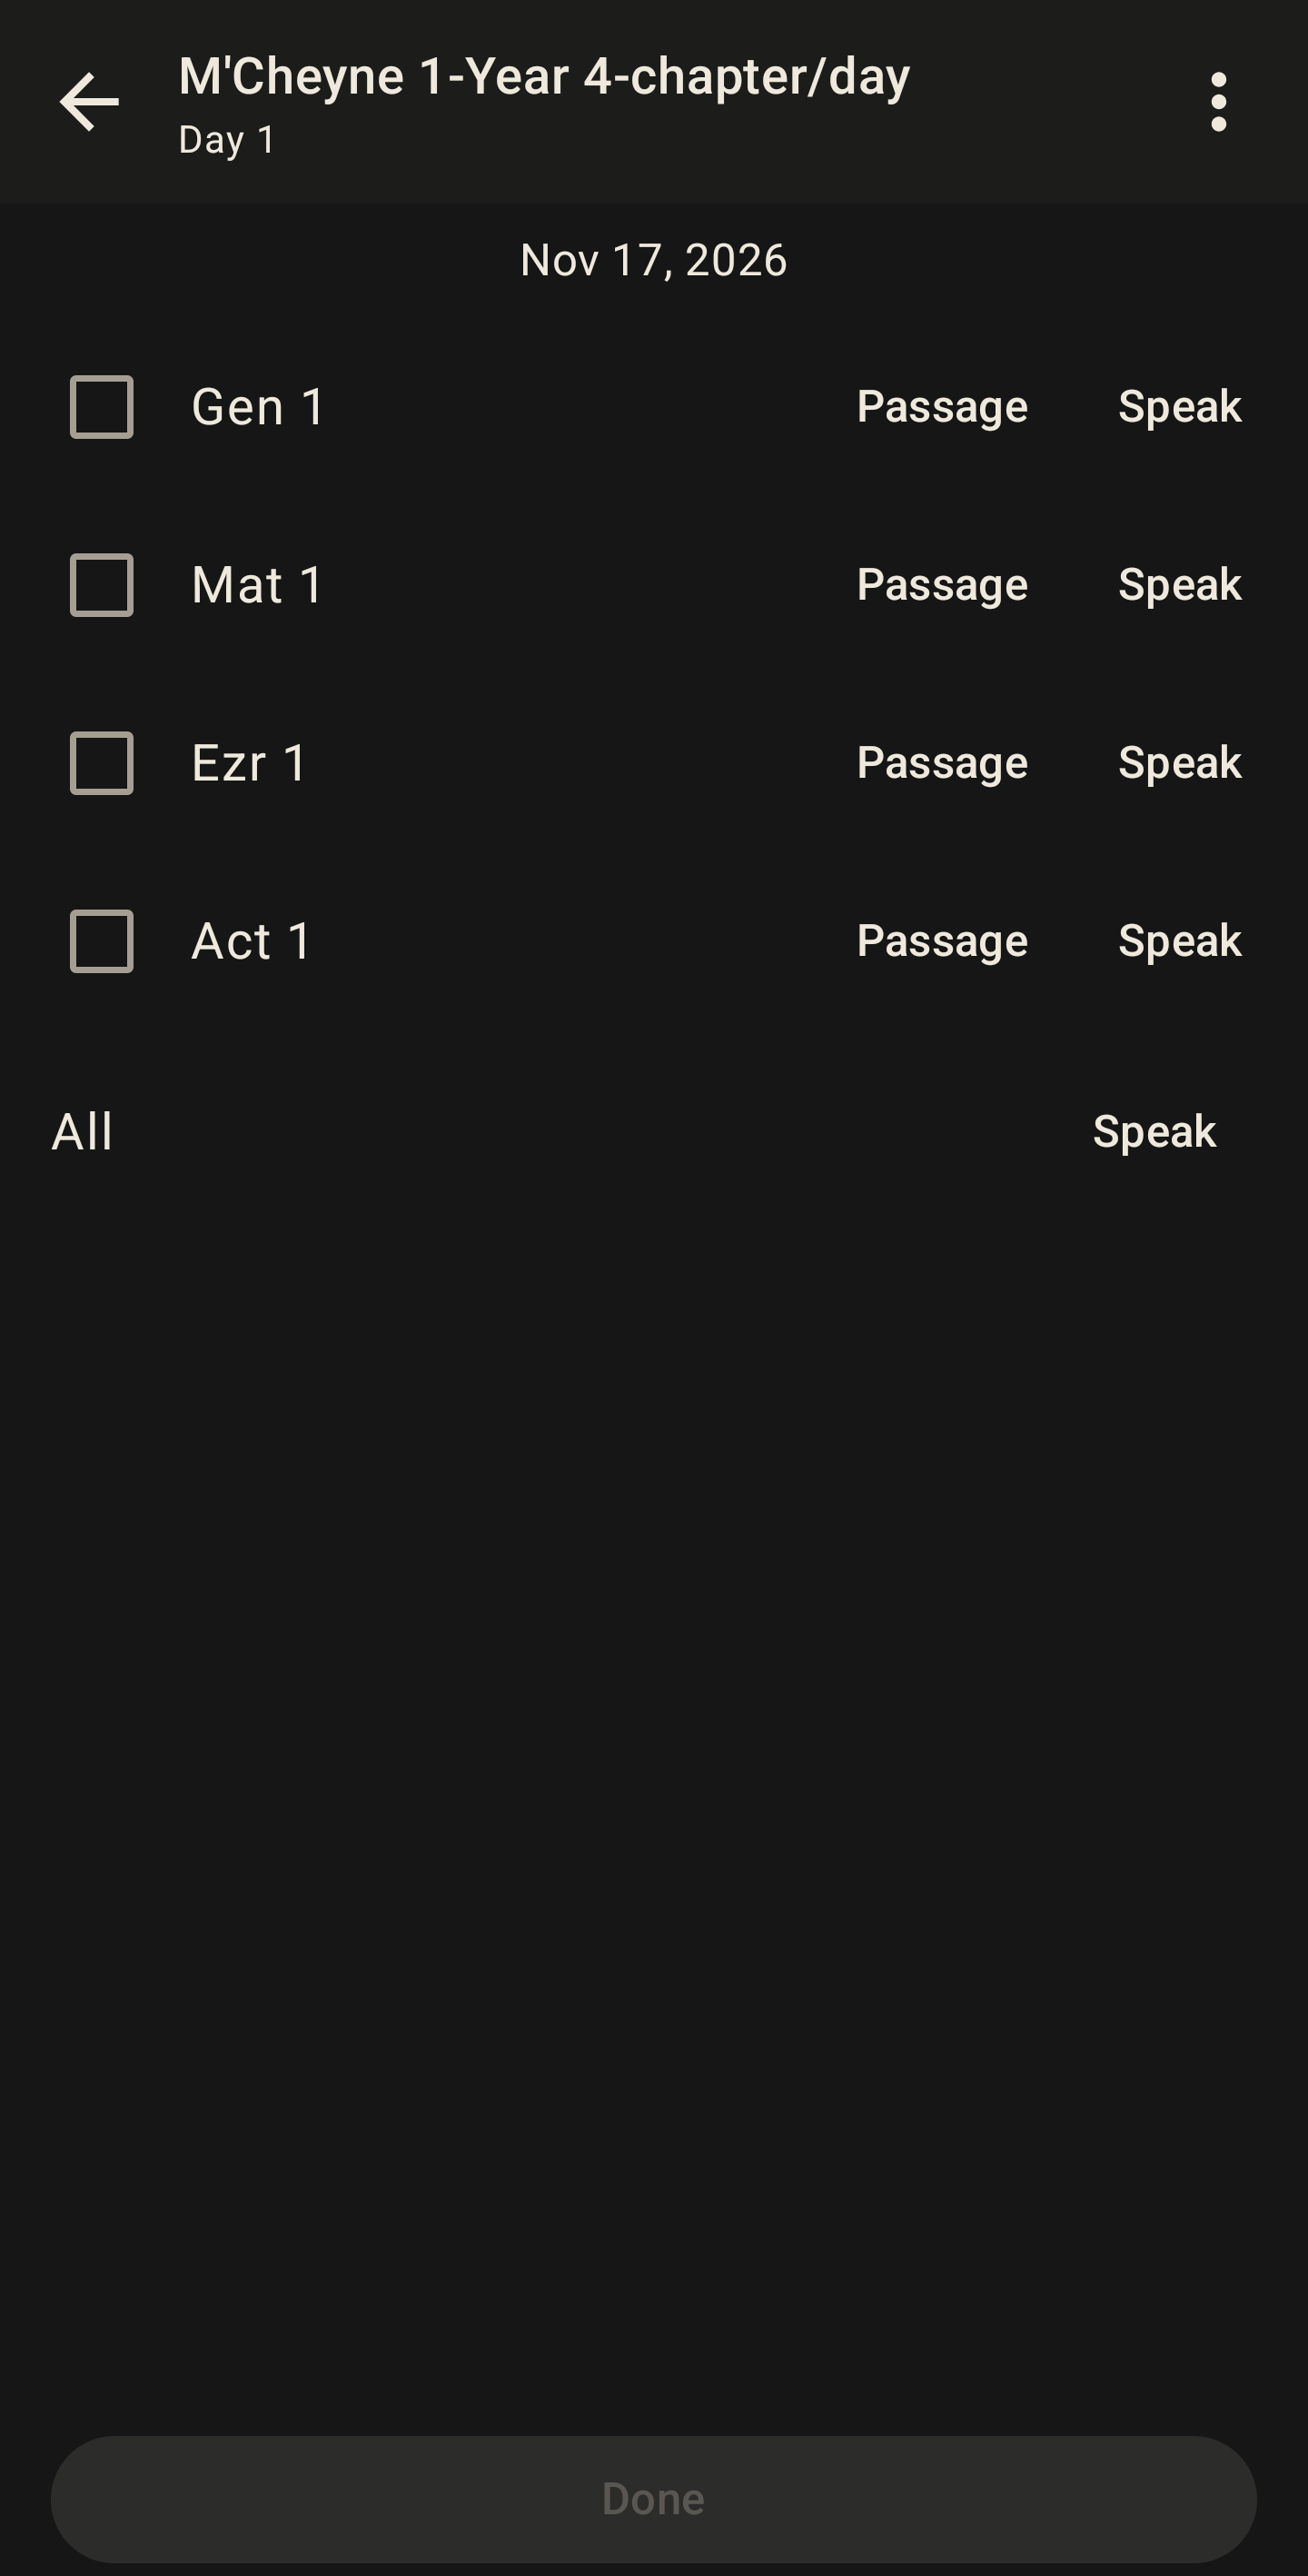 M'Cheyne 1-Year 4-chapter/day
Day 1
Nov 17, 2026
Gen 1 Passage Speak
Mat 1 Passage Speak
Ezr 1 Passage Speak
Act 1 Passage Speak
All Speak
Done